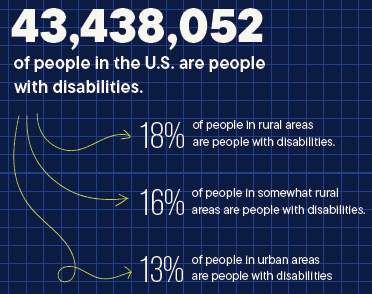 43,438,052
of people in the U.S. are people
with disabilities.
18% of people in rural areas
are people with disabilities.
16% of people in somewhat rural
areas are people with disabilities.
13% of people in urban areas
are people with disabilities